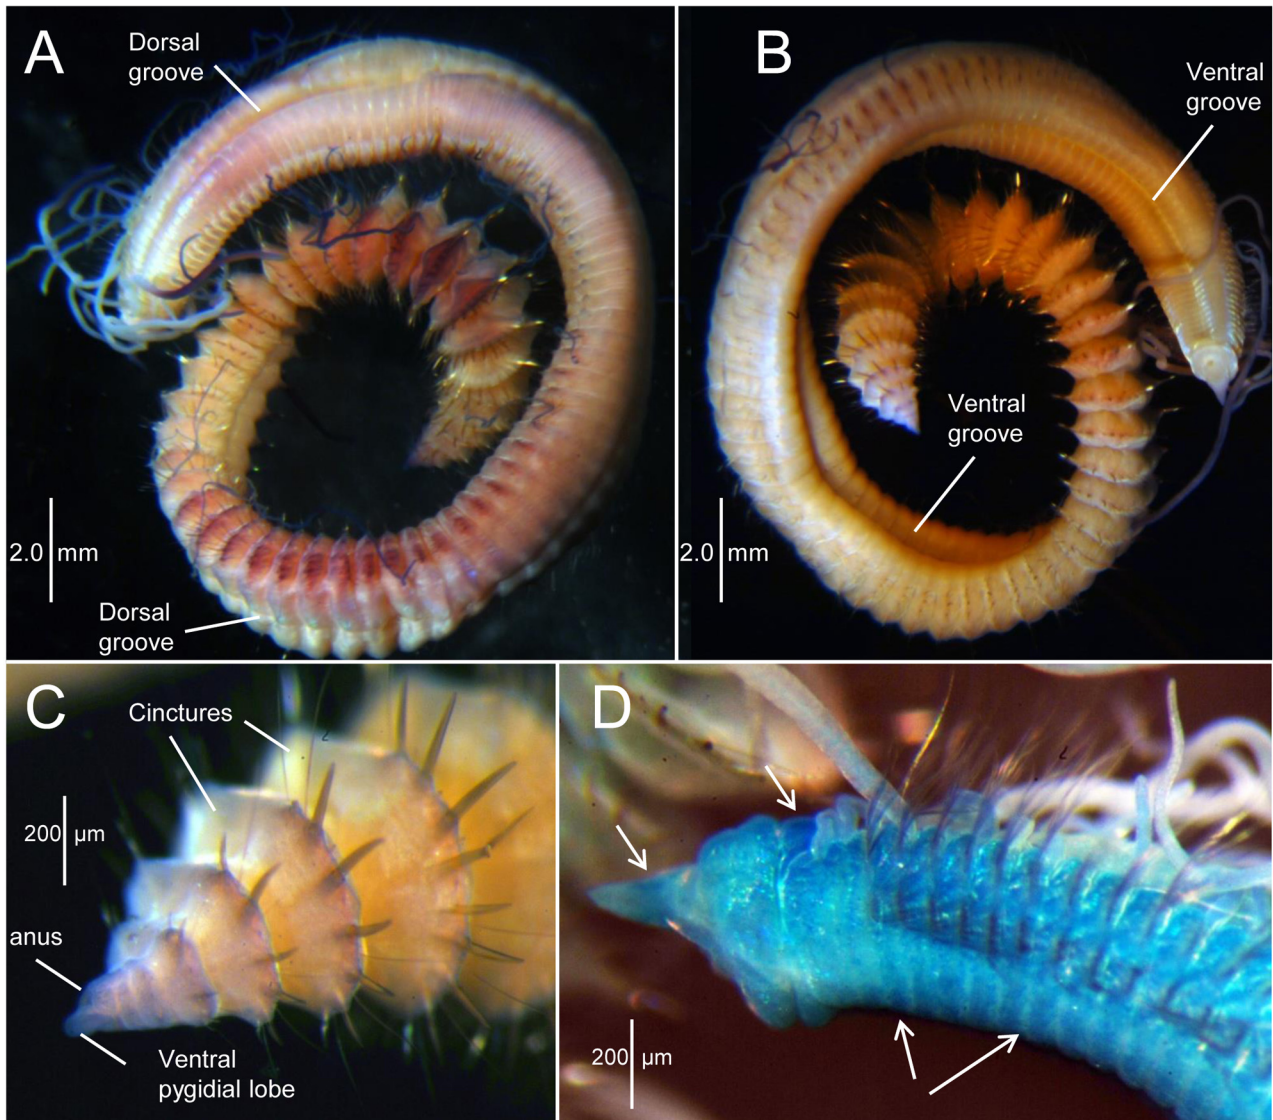 A
Dorsal
groove
2.0 mm
Dorsal
groove
B
Ventral
groove
Ventral
groove
2.0 mm
C
Cinctures
200 µm
anus
Ventral
pygidial lobe
D
200 µm